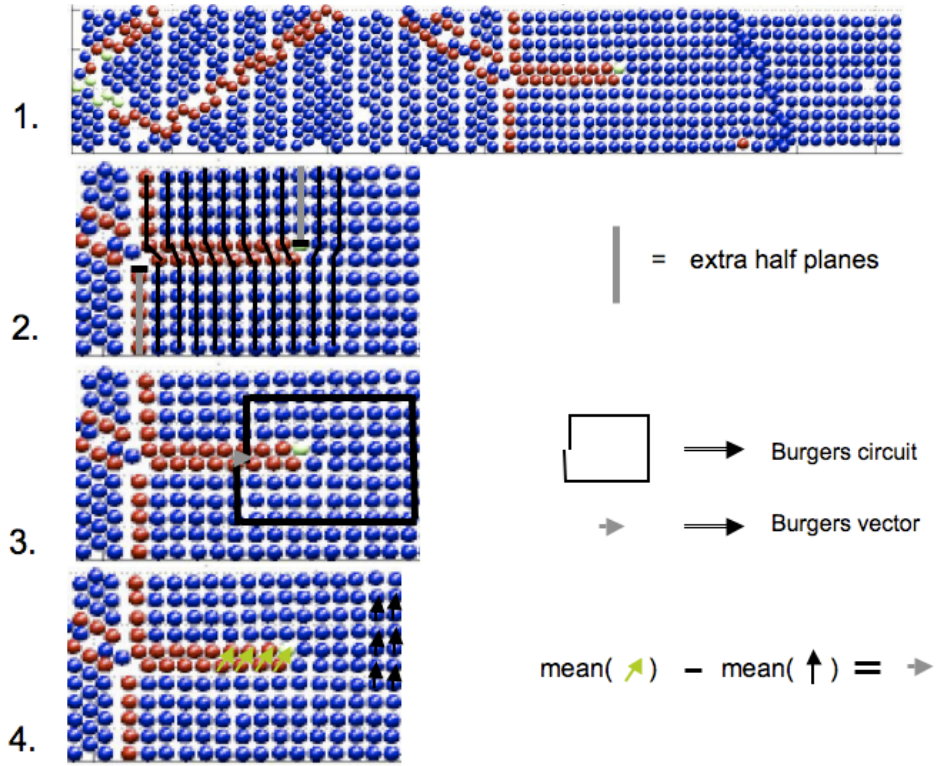 1.
2.
= extra half planes
3.
Burgers circuit
Burgers vector
4.
mean( ) – mean( ) =